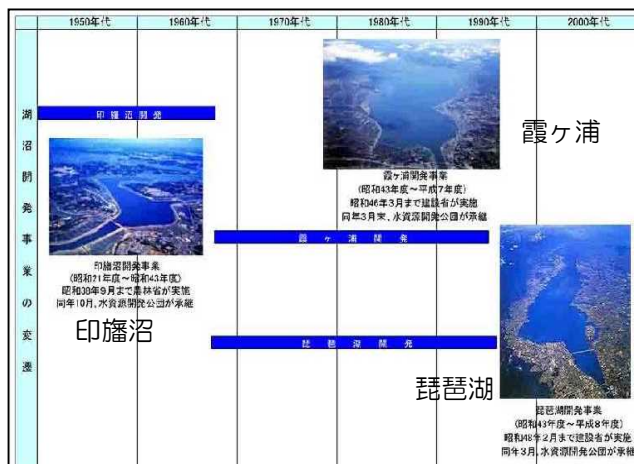 1950年代 1960年代 1970年代 1980年代 1990年代 2000年代
湖沼開発事業の変遷
印旛沼開発
霞ヶ浦
霞ヶ浦開発事業
(昭和43年度～平成7年度)
昭和46年3月まで建設省が実施
同年3月末、水資源開発公団が承継
霞ヶ浦開発
印旛沼開発事業
(昭和21年度～昭和43年度)
昭和38年9月まで農林省が実施
同年10月、水資源開発公団が承継
印旛沼
琵琶湖開発
琵琶湖
琵琶湖開発事業
(昭和43年度～平成8年度)
昭和48年2月まで建設省が実施
同年3月、水資源開発公団が承継